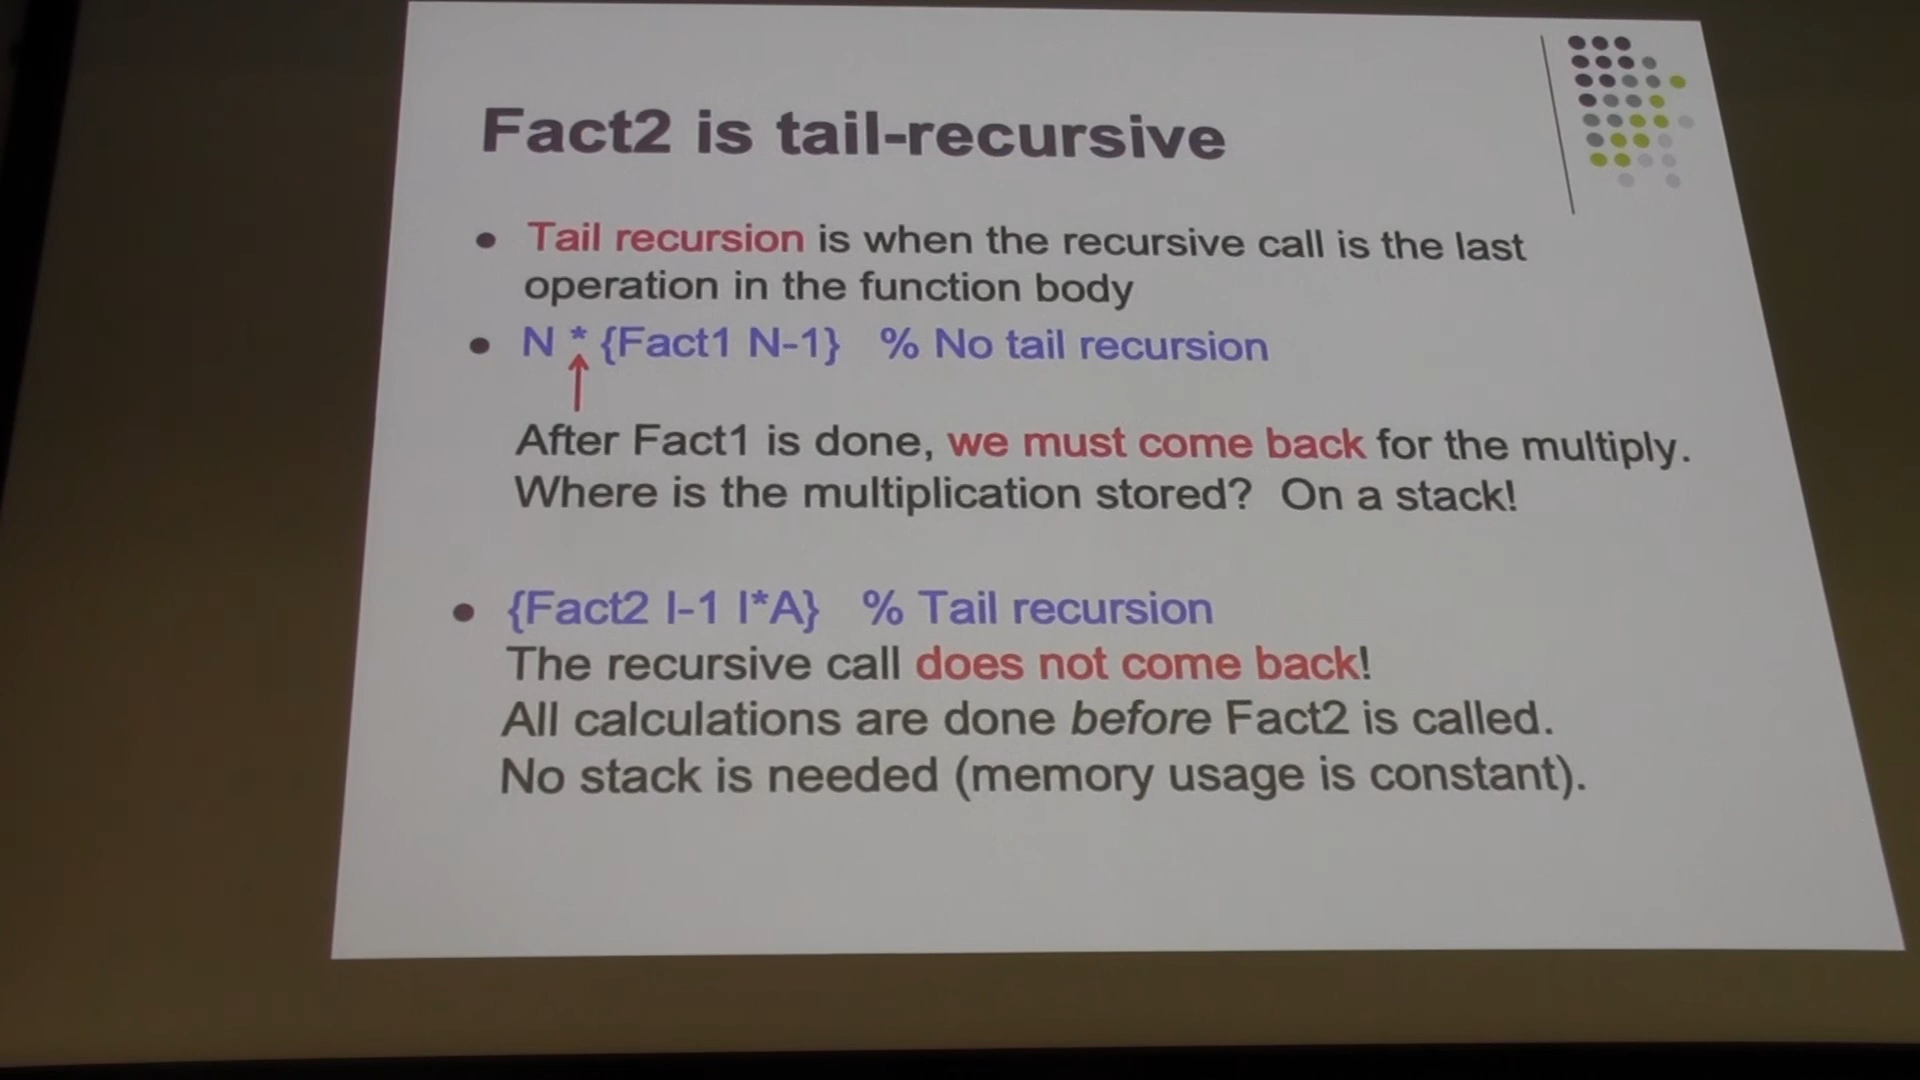 Fact2 is tail-recursive
• Tail recursion is when the recursive call is the last
operation in the function body
• N * {Fact1 N-1} % No tail recursion
After Fact1 is done, we must come back for the multiply.
Where is the multiplication stored? On a stack!
• {Fact2 I-1 I*A} % Tail recursion
The recursive call does not come back!
All calculations are done before Fact2 is called.
No stack is needed (memory usage is constant).